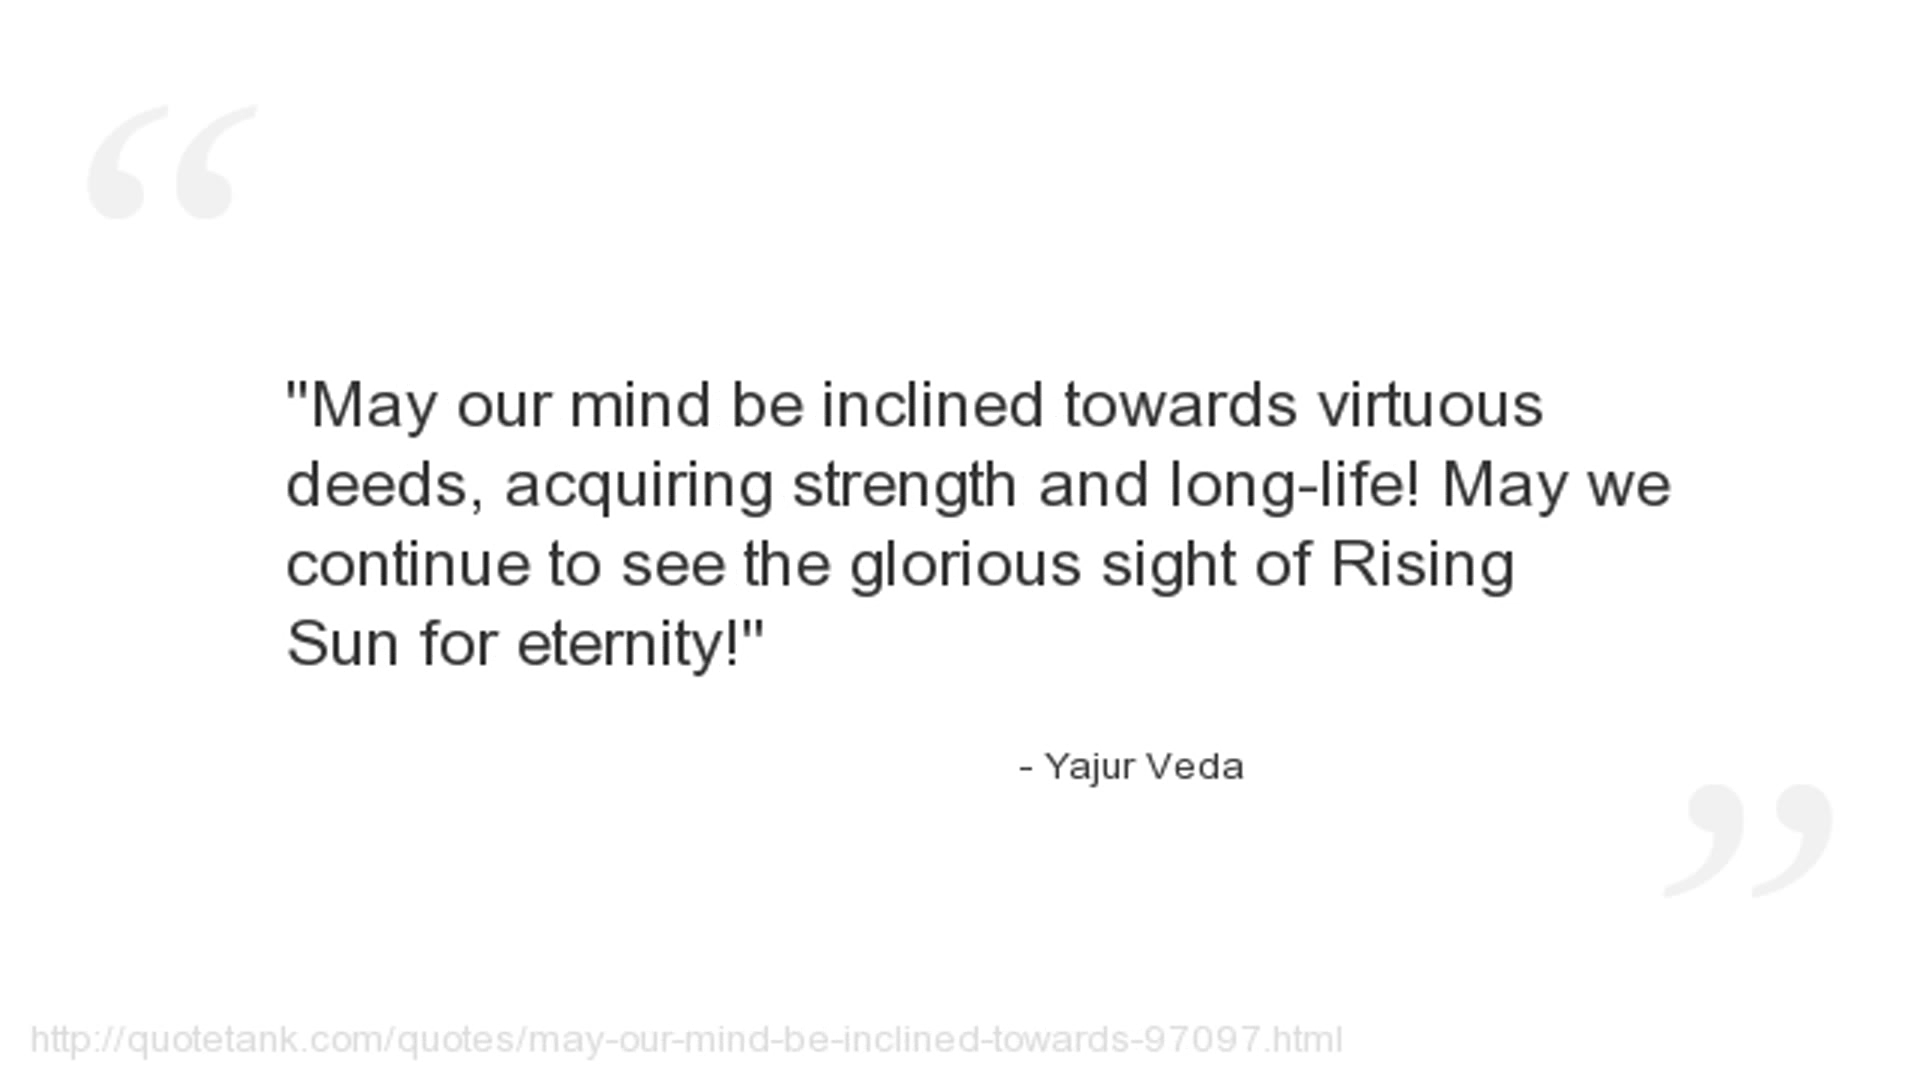 "May our mind be inclined towards virtuous
deeds, acquiring strength and long-life! May we
continue to see the glorious sight of Rising
Sun for eternity!"
- Yajur Veda
http://quotetank.com/quotes/may-our-mind-be-inclined-towards-97097.html